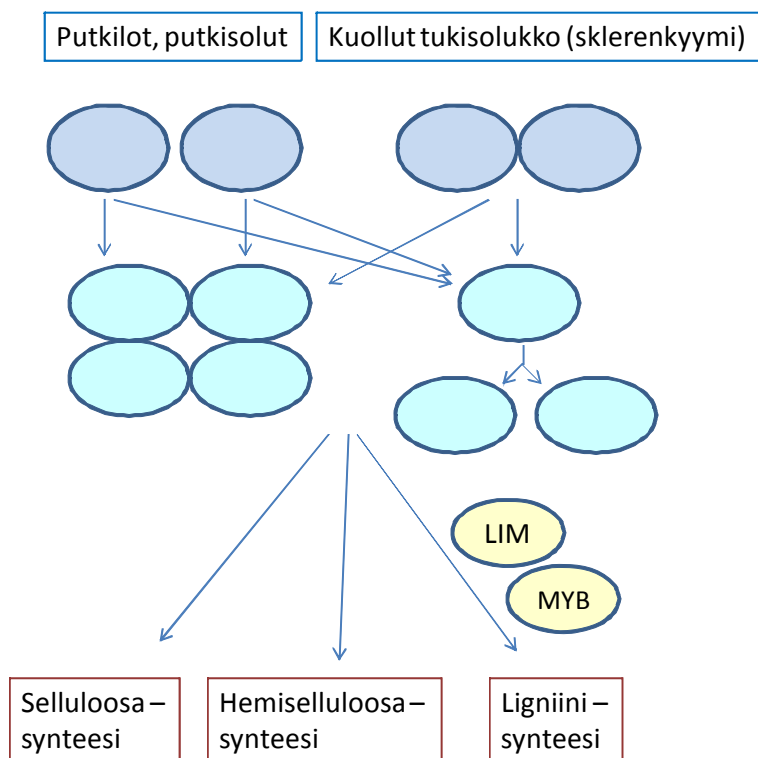 Putkilot, putkisolut
Kuollut tukisolukko (sklerenkyymi)
LIM
MYB
Selluloosa –
synteesi
Hemiselluloosa –
synteesi
Ligniini –
synteesi